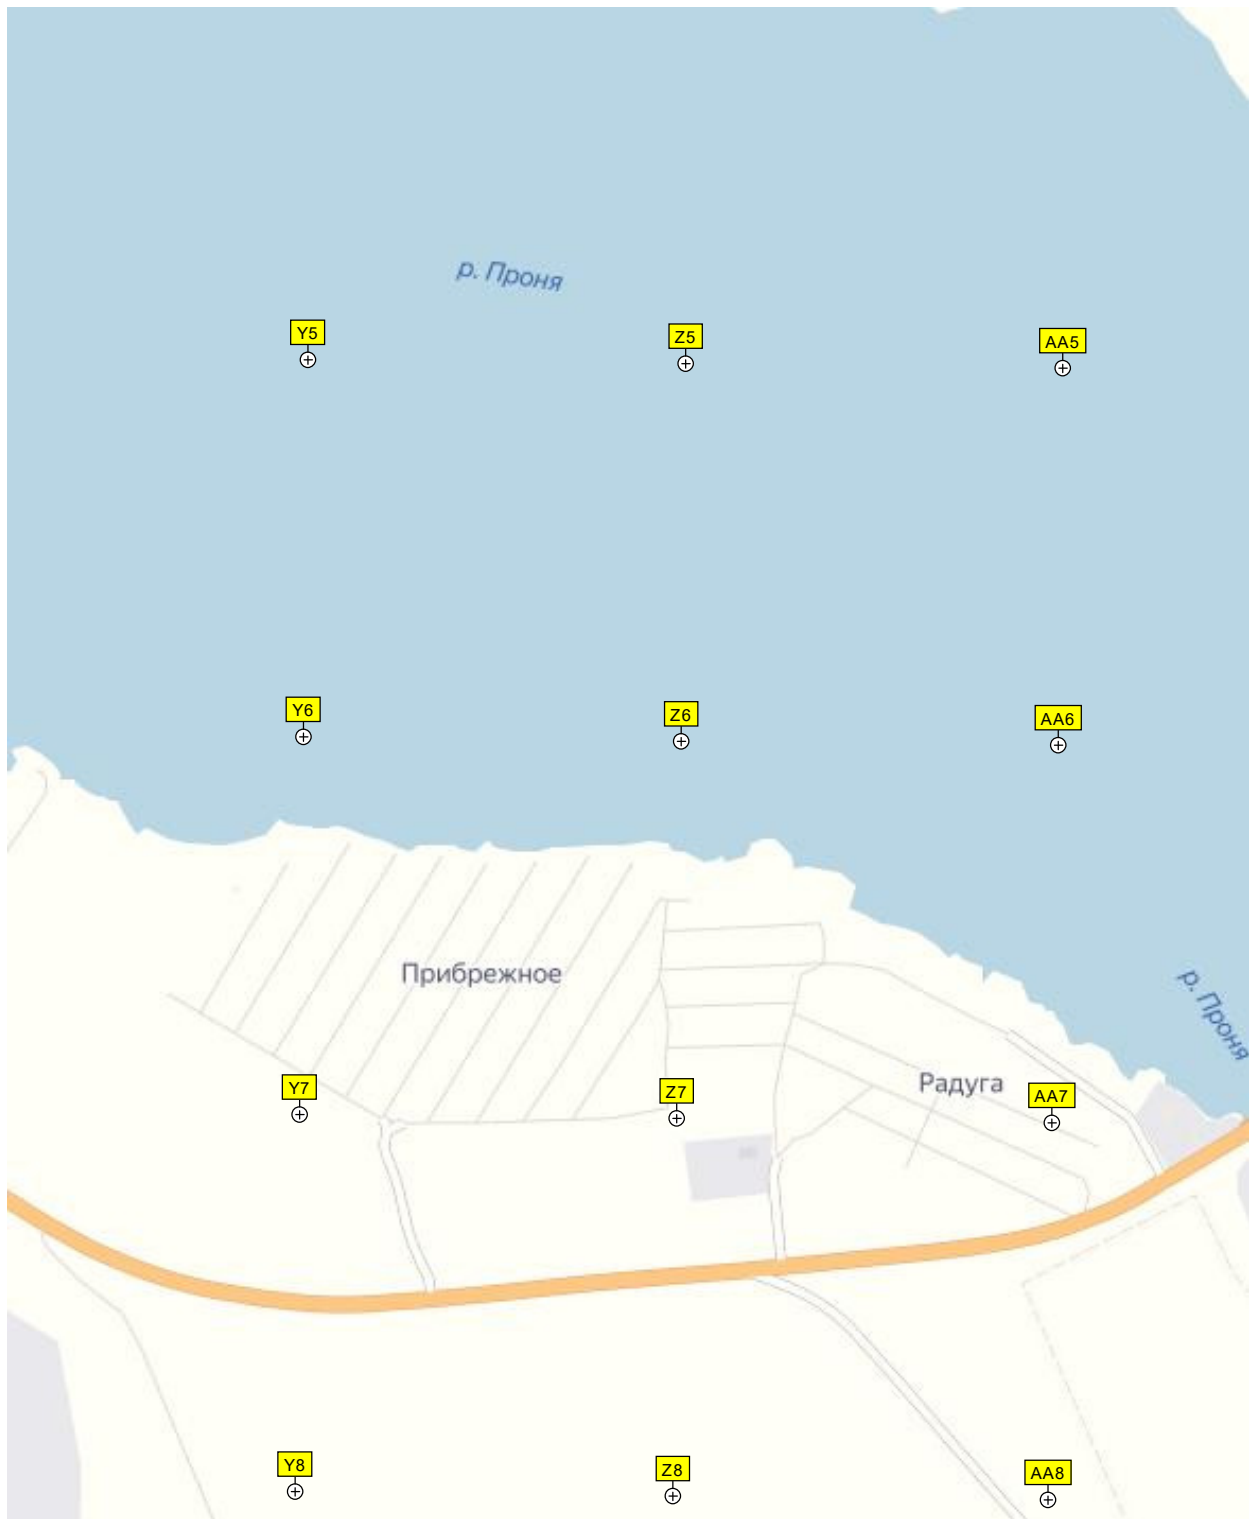 р. Проня
Y5
Z5
AA5
Y6
Z6
AA6
Прибрежное
р. Проня
Радуга
Y7
Z7
AA7
Y8
Z8
AA8